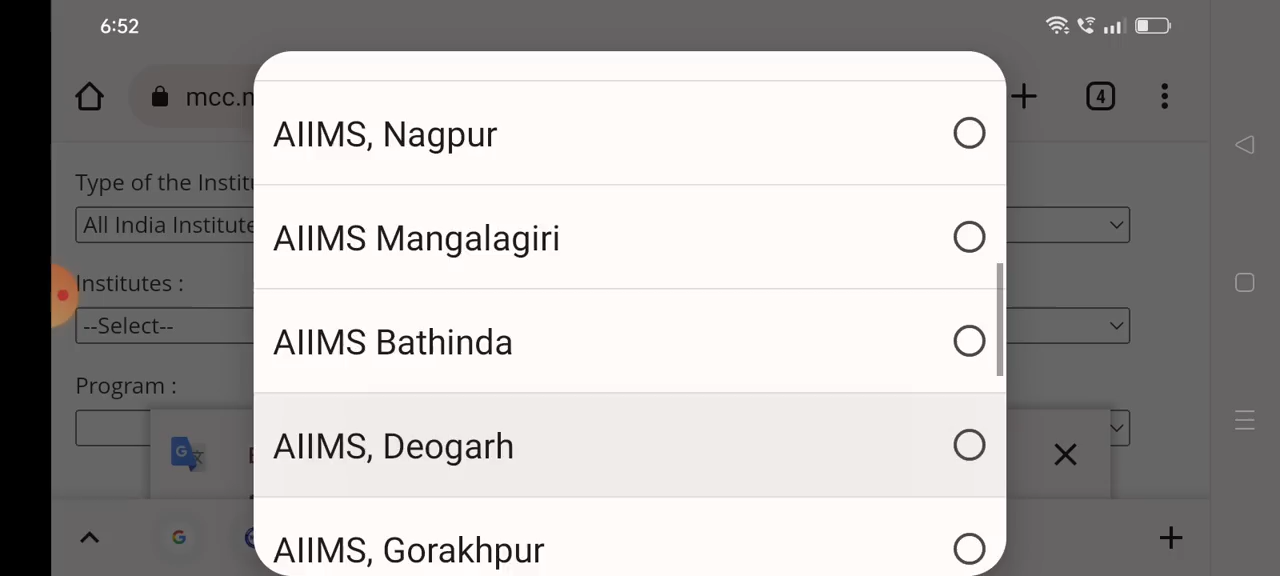 6:52
mcc.n
4
AIIMS, Nagpur
Type of the Institu
All India Institute
AIIMS Mangalagiri
Institutes :
--Select--
AIIMS Bathinda
Program :
AIIMS, Deogarh
AIIMS, Gorakhpur